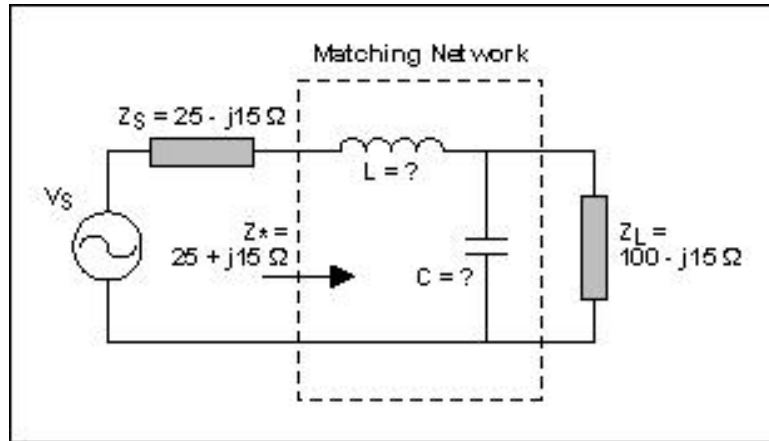 Matching Network
ZS = 25 - j15 Ω
L = ?
VS
Z* =
25 + j15 Ω
C = ?
ZL =
100 - j15 Ω